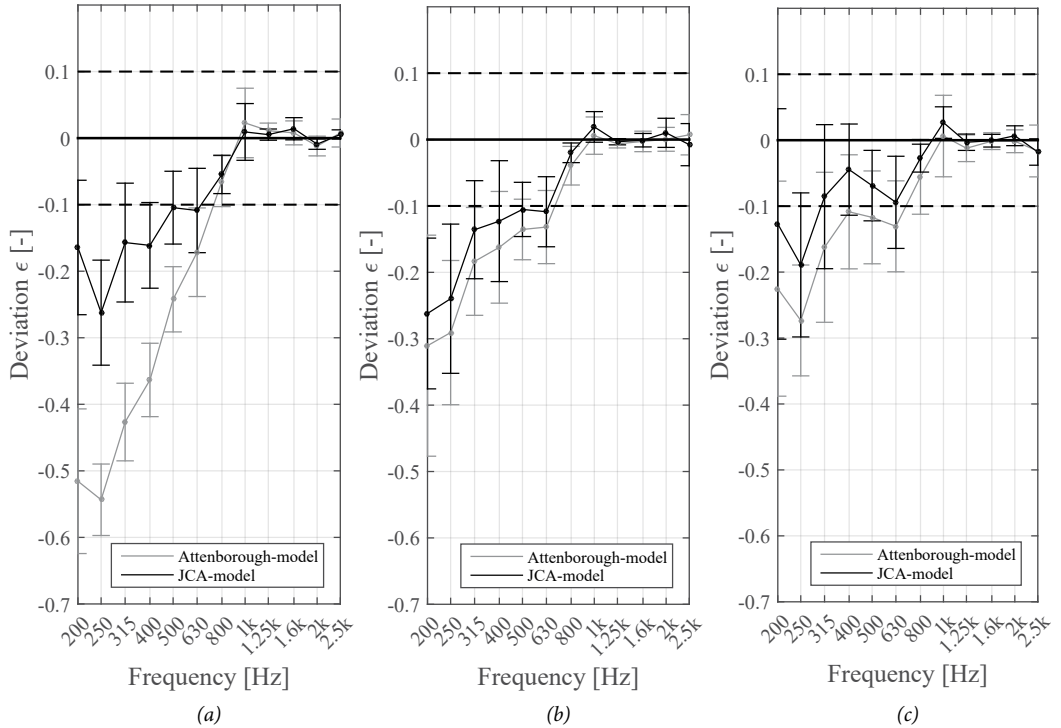 Deviation ϵ [-]
0.1
0
-0.1
-0.2
-0.3
-0.4
-0.5
-0.6
-0.7
Attenborough-model
JCA-model
200
250
315
400
500
630
800
1k
1.25k
1.6k
2k
2.5k
Frequency [Hz]
(a)
Deviation ϵ [-]
0.1
0
-0.1
-0.2
-0.3
-0.4
-0.5
-0.6
-0.7
Attenborough-model
JCA-model
200
250
315
400
500
630
800
1k
1.25k
1.6k
2k
2.5k
Frequency [Hz]
(b)
Deviation ϵ [-]
0.1
0
-0.1
-0.2
-0.3
-0.4
-0.5
-0.6
-0.7
Attenborough-model
JCA-model
200
250
315
400
500
630
800
1k
1.25k
1.6k
2k
2.5k
Frequency [Hz]
(c)